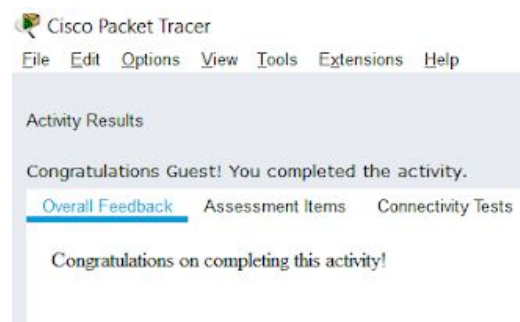 Cisco Packet Tracer
File Edit Options View Tools Extensions Help
Activity Results
Congratulations Guest! You completed the activity.
Overall Feedback Assessment Items Connectivity Tests
Congratulations on completing this activity!